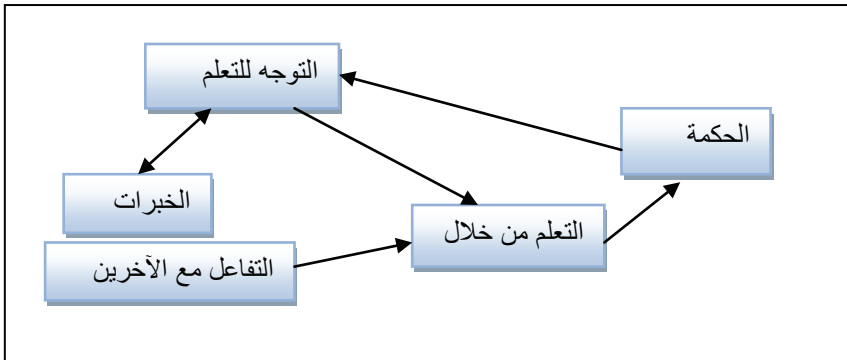 التوجه للتعلم
الحكمة
الخبرات
التعلم من خلال
التفاعل مع الآخرين